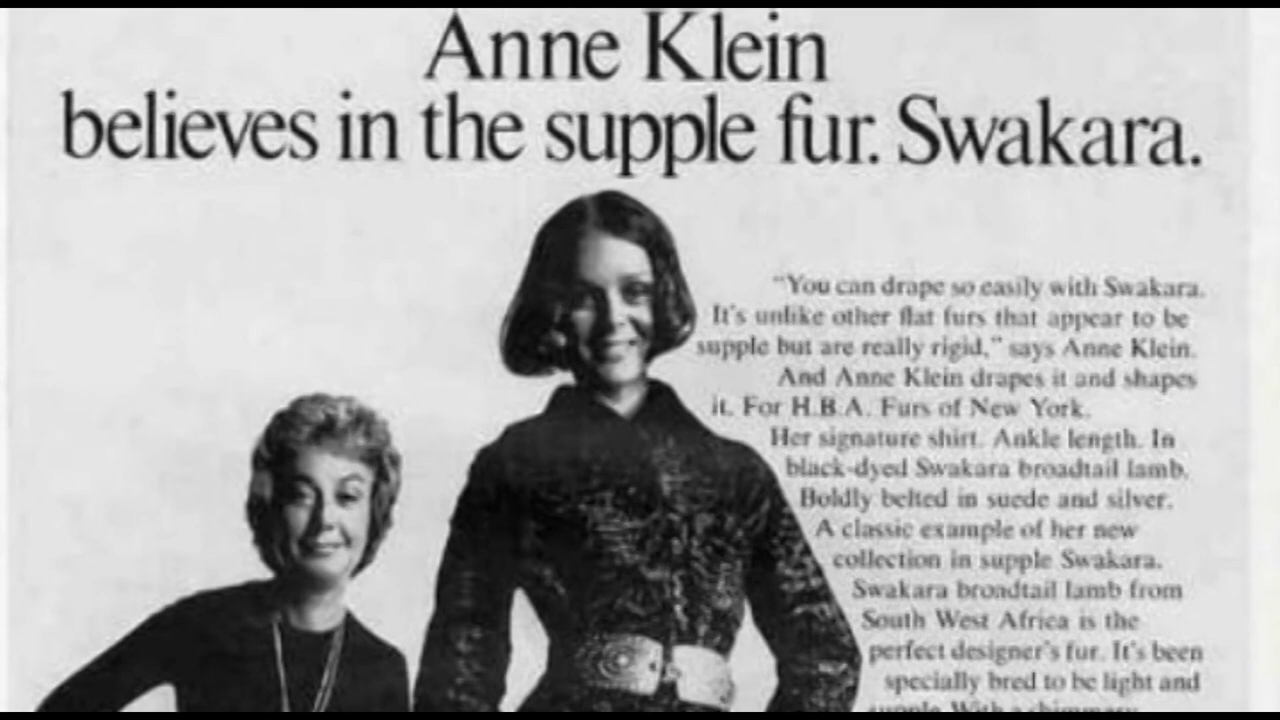 Anne Klein
believes in the supple fur. Swakara.
"You can drape so easily with Swakara.
It's unlike other flat furs that appear to be
supple but are really rigid," says Anne Klein.
And Anne Klein drapes it and shapes
it. For H.B.A. Furs of New York.
Her signature shirt. Ankle length. In
black-dyed Swakara broadtail lamb.
Boldly belted in suede and silver.
A classic example of her new
collection in supple Swakara.
Swakara broadtail lamb from
South West Africa is the
perfect designer's fur. It's been
specially bred to be light and
supple. With a